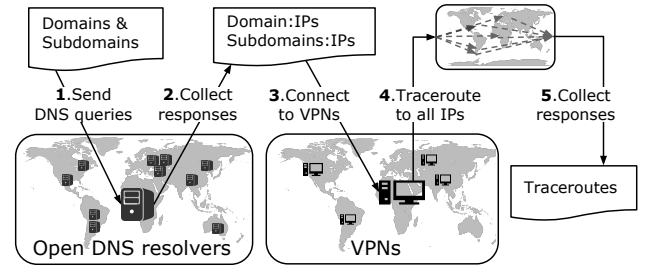 Domains &
Subdomains
Domain:IPs
Subdomains:IPs
1.Send
DNS queries
2.Collect
responses
3.Connect
to VPNs
4.Traceroute
to all IPs
5.Collect
responses
Open DNS resolvers
VPNs
Traceroutes